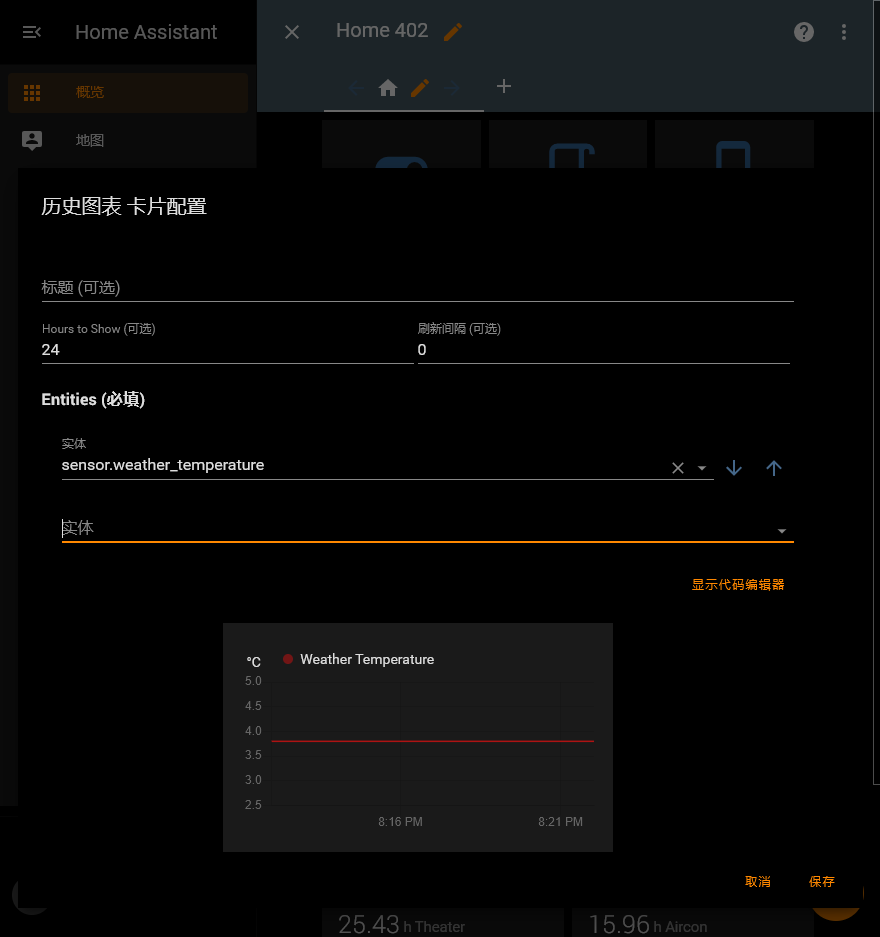 Home Assistant
Home 402
概览
地图
历史图表 卡片配置
标题 (可选)
Hours to Show (可选)
刷新间隔 (可选)
24
0
Entities (必填)
实体
sensor.weather_temperature
实体
显示代码编辑器
°C
Weather Temperature
5.0
4.5
4.0
3.5
3.0
2.5
8:16 PM
8:21 PM
取消
保存
25.43 h Theater
15.96 h Aircon